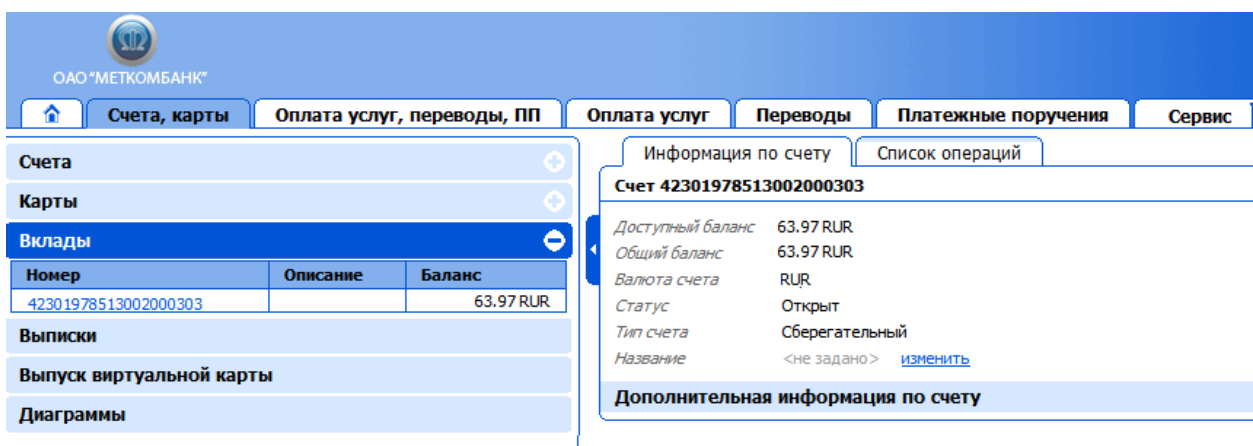 ОАО "МЕТКОМБАНК"
Счета, карты
Оплата услуг, переводы, ПП
Оплата услуг
Переводы
Платежные поручения
Сервис
Счета
Карты
Вклады
Номер Описание Баланс
42301978513002000303 63.97 RUR
Выписки
Выпуск виртуальной карты
Диаграммы
Информация по счету
Список операций
Счет 42301978513002000303
Доступный баланс 63.97 RUR
Общий баланс 63.97 RUR
Валюта счета RUR
Статус Открыт
Тип счета Сберегательный
Название <не задано> изменить
Дополнительная информация по счету